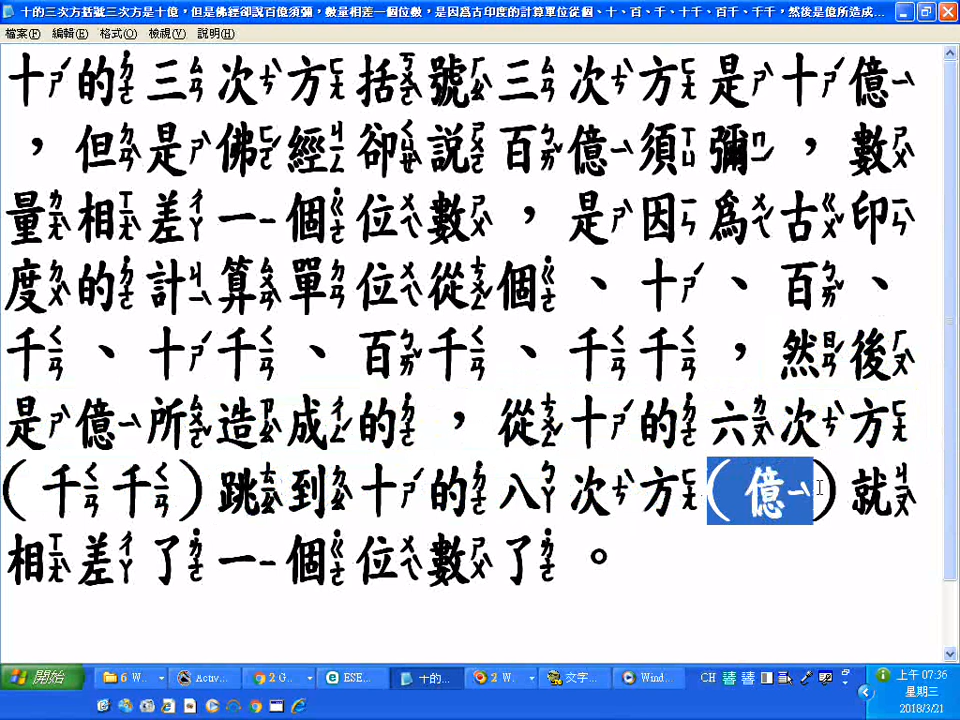 十的三次方括號三次方是十億,但是佛經卻說百億須彌,數量相差一個位數,是因為古印度的計算單位從個、十、百、千、十千、百千、千千,然後是億所造成...
檔案(F) 編輯(E) 格式(O) 檢視(V) 說明(H)
十的三次方括號三次方是十億
,但是佛經卻說百億須彌,數
量相差一個位數,是因為古印
度的計算單位從個、十、百、
千、十千、百千、千千,然後
是億所造成的,從十的六次方
(千千)跳到十的八次方(億)就
相差了一個位數了。
開始 6 W... Activ... 2 G... ESE... 十的... 2 W... 文字... Wind... CH 上午 07:36
星期三
2018/3/21